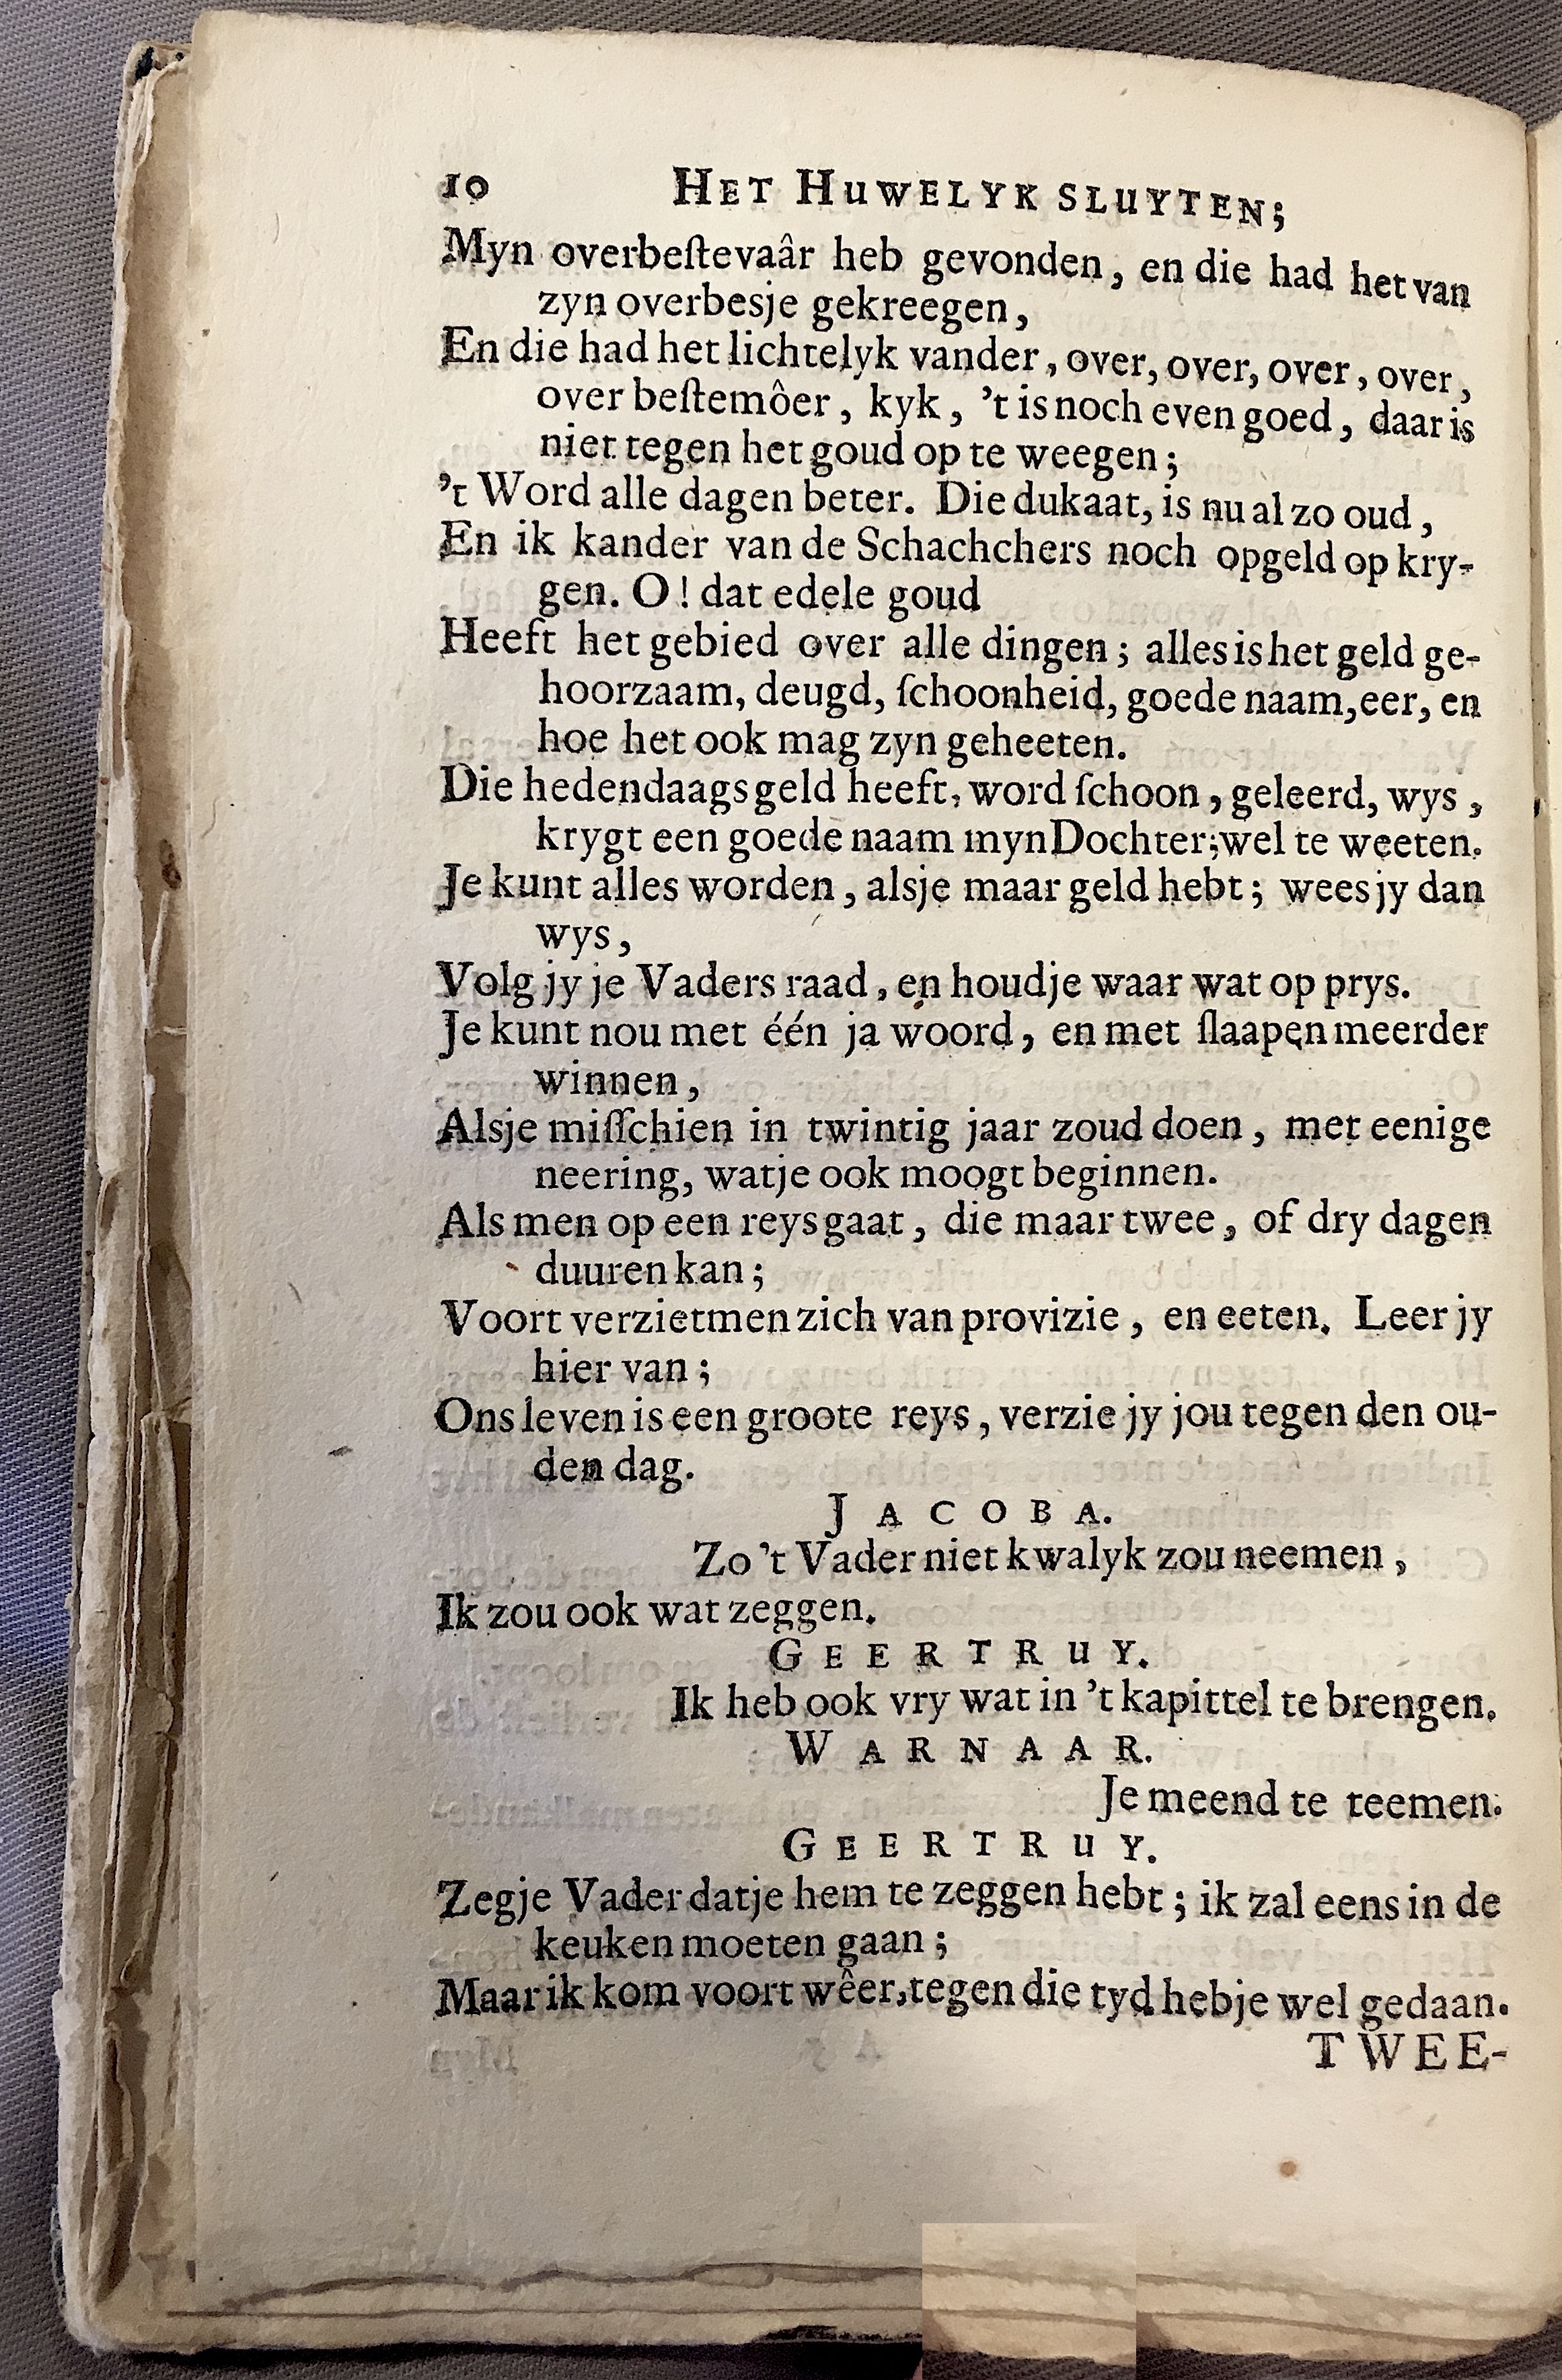 10 HET HUWELYK SLUYTEN;
Myn overbeſtevaâr heb gevonden, en die had het van
zyn overbesje gekreegen,
En die had het lichtelyk vander, over, over, over, over,
over beſtemôer, kyk, 't is noch even goed, daar is
niet tegen het goud op te weegen;
't Word alle dagen beter. Die dukaat, is nu al zo oud,
En ik kander van de Schachchers noch opgeld op kry-
gen. O! dat edele goud
Heeft het gebied over alle dingen; alles is het geld ge-
hoorzaam, deugd, ſchoonheid, goede naam, eer, en
hoe het ook mag zyn geheeten.
Die hedendaags geld heeft, word ſchoon, geleerd, wys,
krygt een goede naam myn Dochter; wel te weeten.
Je kunt alles worden, alsje maar geld hebt; wees jy dan
wys,
Volg jy je Vaders raad, en houdje waar wat op prys.
Je kunt nou met één ja woord, en met ſlaapen meerder
winnen,
Alsje miſſchien in twintig jaar zoud doen, met eenige
neering, watje ook moogt beginnen.
Als men op een reys gaat, die maar twee, of dry dagen
duuren kan;
Voort verzietmen zich van provizie, en eeten. Leer jy
hier van;
Ons leven is een groote reys, verzie jy jou tegen den ou-
den dag.
JACOBA.
Zo 't Vader niet kwalyk zou neemen,
Ik zou ook wat zeggen.
GEERTRUY.
Ik heb ook vry wat in 't kapittel te brengen.
WARNAAR.
Je meend te teemen.
GEERTRUY.
Zegje Vader datje hem te zeggen hebt; ik zal eens in de
keuken moeten gaan;
Maar ik kom voort wêer, tegen die tyd hebje wel gedaan.
TWEE-